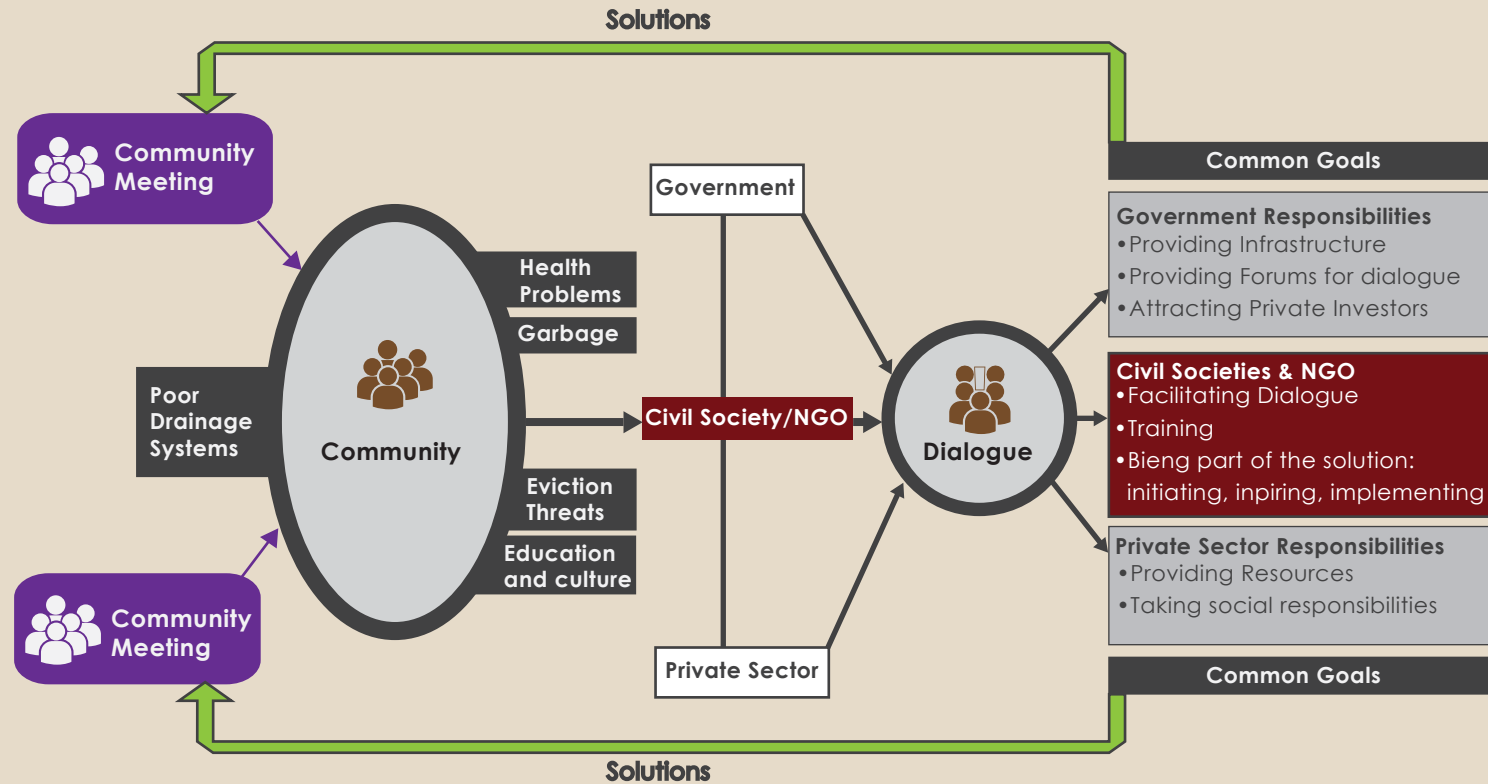 Solutions
Community
Meeting
Government
Common Goals
Government Responsibilities
•Providing Infrastructure
•Providing Forums for dialogue
•Attracting Private Investors
Health
Problems
Garbage
Poor
Drainage
Systems
Community
Civil Society/NGO
Dialogue
Civil Societies & NGO
•Facilitating Dialogue
•Training
•Bieng part of the solution:
initiating, inpiring, implementing
Eviction
Threats
Education
and culture
Private Sector Responsibilities
•Providing Resources
•Taking social responsibilities
Community
Meeting
Private Sector
Common Goals
Solutions